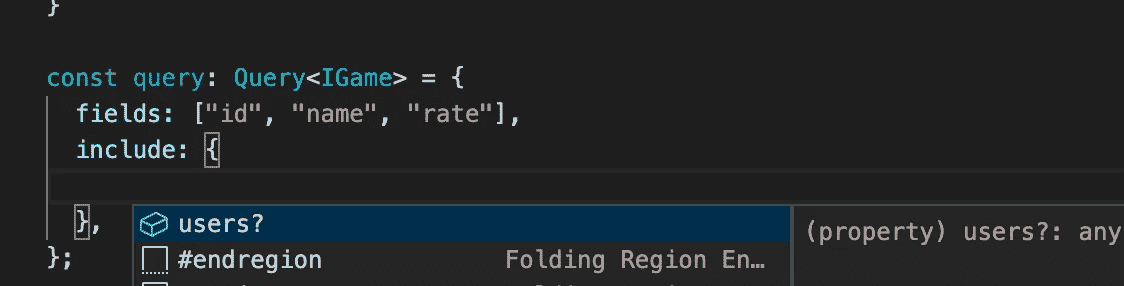 }
const query: Query<IGame> = {
fields: ["id", "name", "rate"],
include: {
},
users?
(property) users?: any
};
#endregion
Folding Region En…